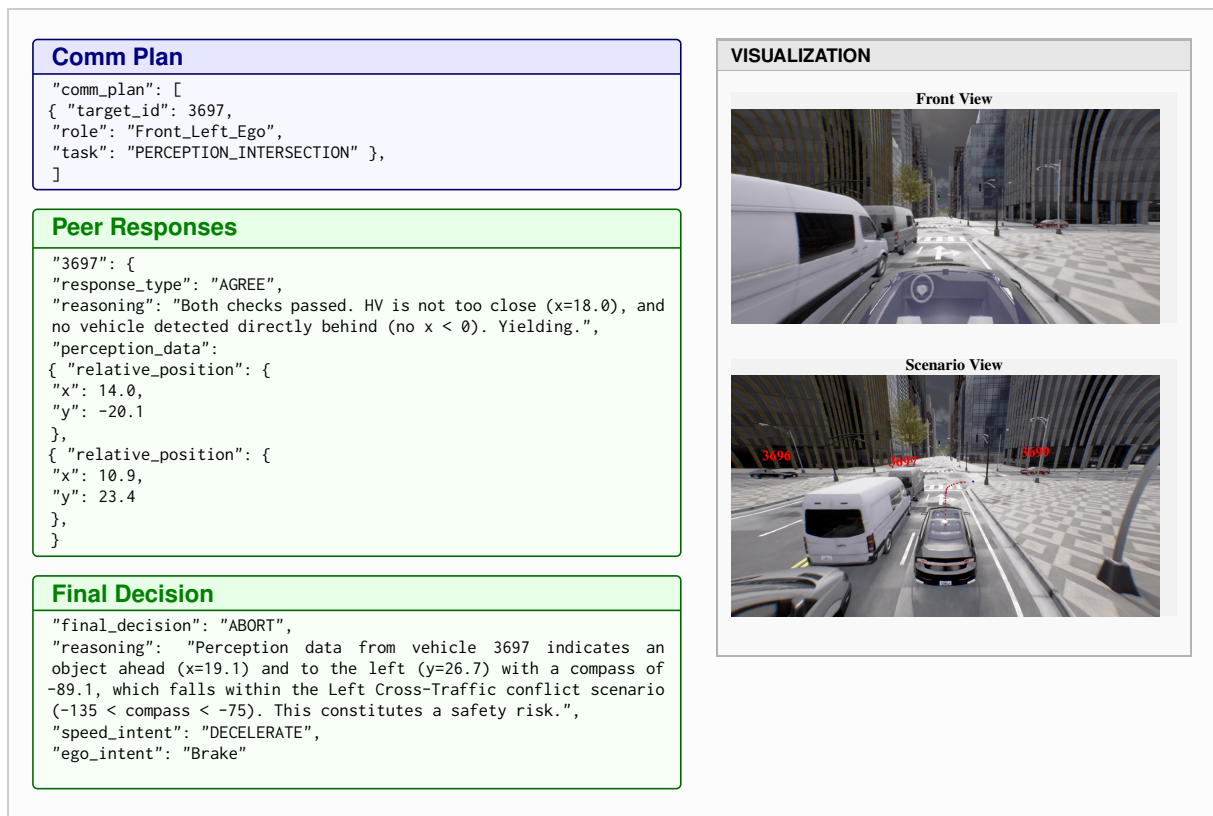 Comm Plan
"comm_plan": [
{ "target_id": 3697,
"role": "Front_Left_Ego",
"task": "PERCEPTION_INTERSECTION" },
]
Peer Responses
"3697": {
"response_type": "AGREE",
"reasoning": "Both checks passed. HV is not too close (x=18.0), and
no vehicle detected directly behind (no x < 0). Yielding.",
"perception_data":
{ "relative_position": {
"x": 14.0,
"y": -20.1
},
{ "relative_position": {
"x": 10.9,
"y": 23.4
},
}
Final Decision
"final_decision": "ABORT",
"reasoning": "Perception data from vehicle 3697 indicates an
object ahead (x=19.1) and to the left (y=26.7) with a compass of
-89.1, which falls within the Left Cross-Traffic conflict scenario
(-135 < compass < -75). This constitutes a safety risk.",
"speed_intent": "DECELERATE",
"ego_intent": "Brake"
VISUALIZATION
Front View
Scenario View
3696
3697
3699